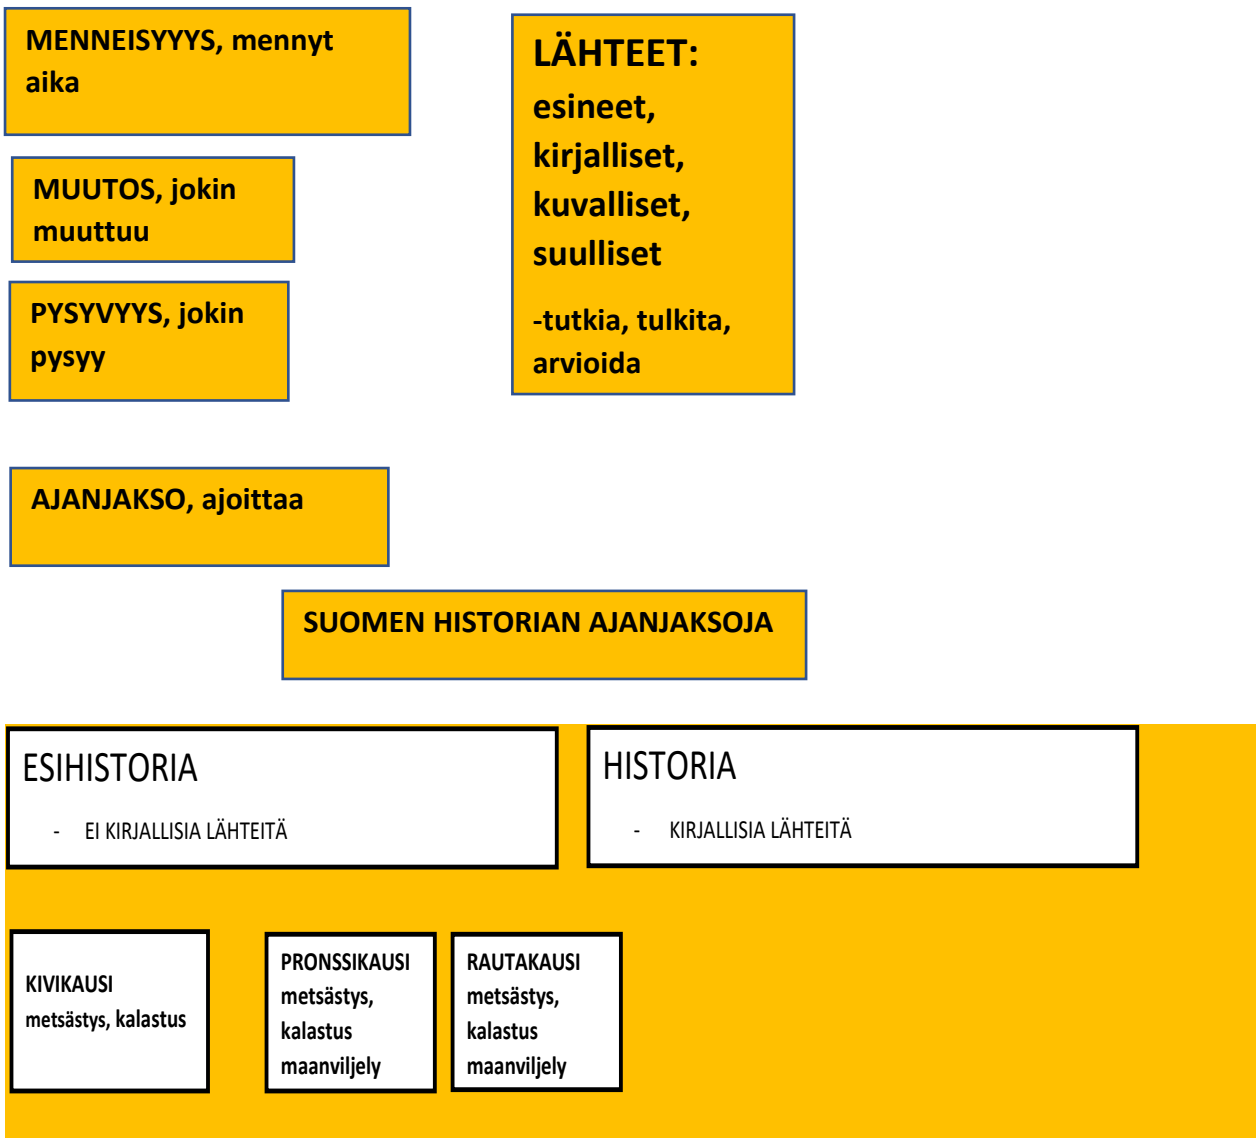 MENNEISYYYS, mennyt
aika
MUUTOS, jokin
muuttuu
PYSYVYYS, jokin
pysyy
LÄHTEET:
esineet,
kirjalliset,
kuvalliset,
suulliset
-tutkia, tulkita,
arvioida
AJANJAKSO, ajoittaa
SUOMEN HISTORIAN AJANJAKSOJA
ESIHISTORIA
- EI KIRJALLISIA LÄHTEITÄ
HISTORIA
- KIRJALLISIA LÄHTEITÄ
KIVIKAUSI
metsästys, kalastus
PRONSSIKAUSI
metsästys,
kalastus
maanviljely
RAUTAKAUSI
metsästys,
kalastus
maanviljely